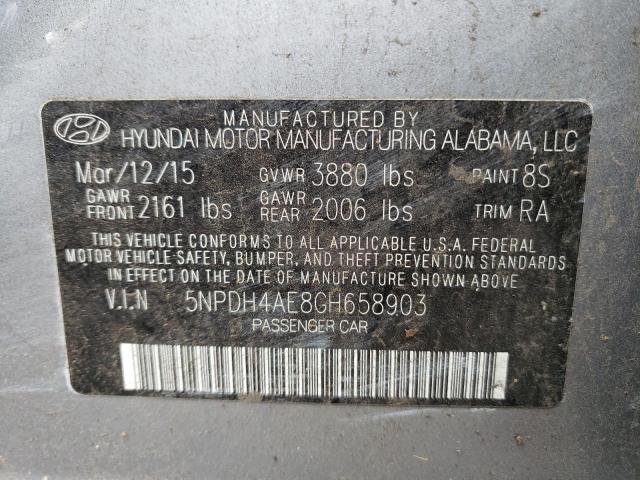 MANUFACTURED BY
HYUNDAI MOTOR MANUFACTURING ALABAMA, LLC
Mar/12/15 GVWR 3880 lbs PAINT 8S
GAWR FRONT 2161 lbs GAWR REAR 2006 lbs TRIM RA
THIS VEHICLE CONFORMS TO ALL APPLICABLE U.S.A. FEDERAL
MOTOR VEHICLE SAFETY, BUMPER, AND THEFT PREVENTION STANDARDS
IN EFFECT ON THE DATE OF MANUFACTURE SHOWN ABOVE.
V.I.N 5NPDH4AE8GH658903
PASSENGER CAR